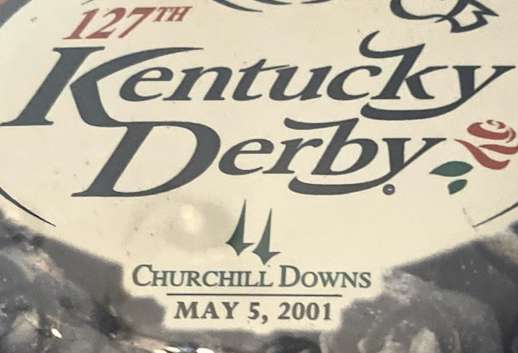 127TH
Kentucky
Derby
CHURCHILL DOWNS
MAY 5, 2001